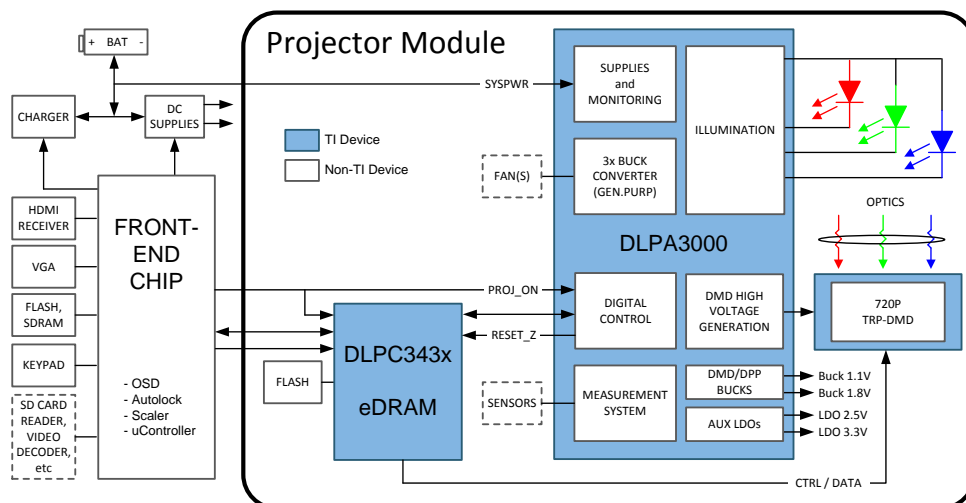 Projector Module
+ BAT -
CHARGER
DC
SUPPLIES
SYSPWR
SUPPLIES
and
MONITORING
ILLUMINATION
TI Device
Non-TI Device
FAN(S)
3x BUCK
CONVERTER
(GEN.PURP)
HDMI
RECEIVER
VGA
FLASH,
SDRAM
KEYPAD
SD CARD
READER,
VIDEO
DECODER,
etc
FRONT-
END
CHIP
- OSD
- Autolock
- Scaler
- uController
DLPA3000
OPTICS
PROJ_ON
RESET_Z
DIGITAL
CONTROL
DMD HIGH
VOLTAGE
GENERATION
720P
TRP-DMD
DLPC343x
eDRAM
FLASH
SENSORS
MEASUREMENT
SYSTEM
DMD/DPP
BUCKS
AUX LDOs
Buck 1.1V
Buck 1.8V
LDO 2.5V
LDO 3.3V
CTRL / DATA